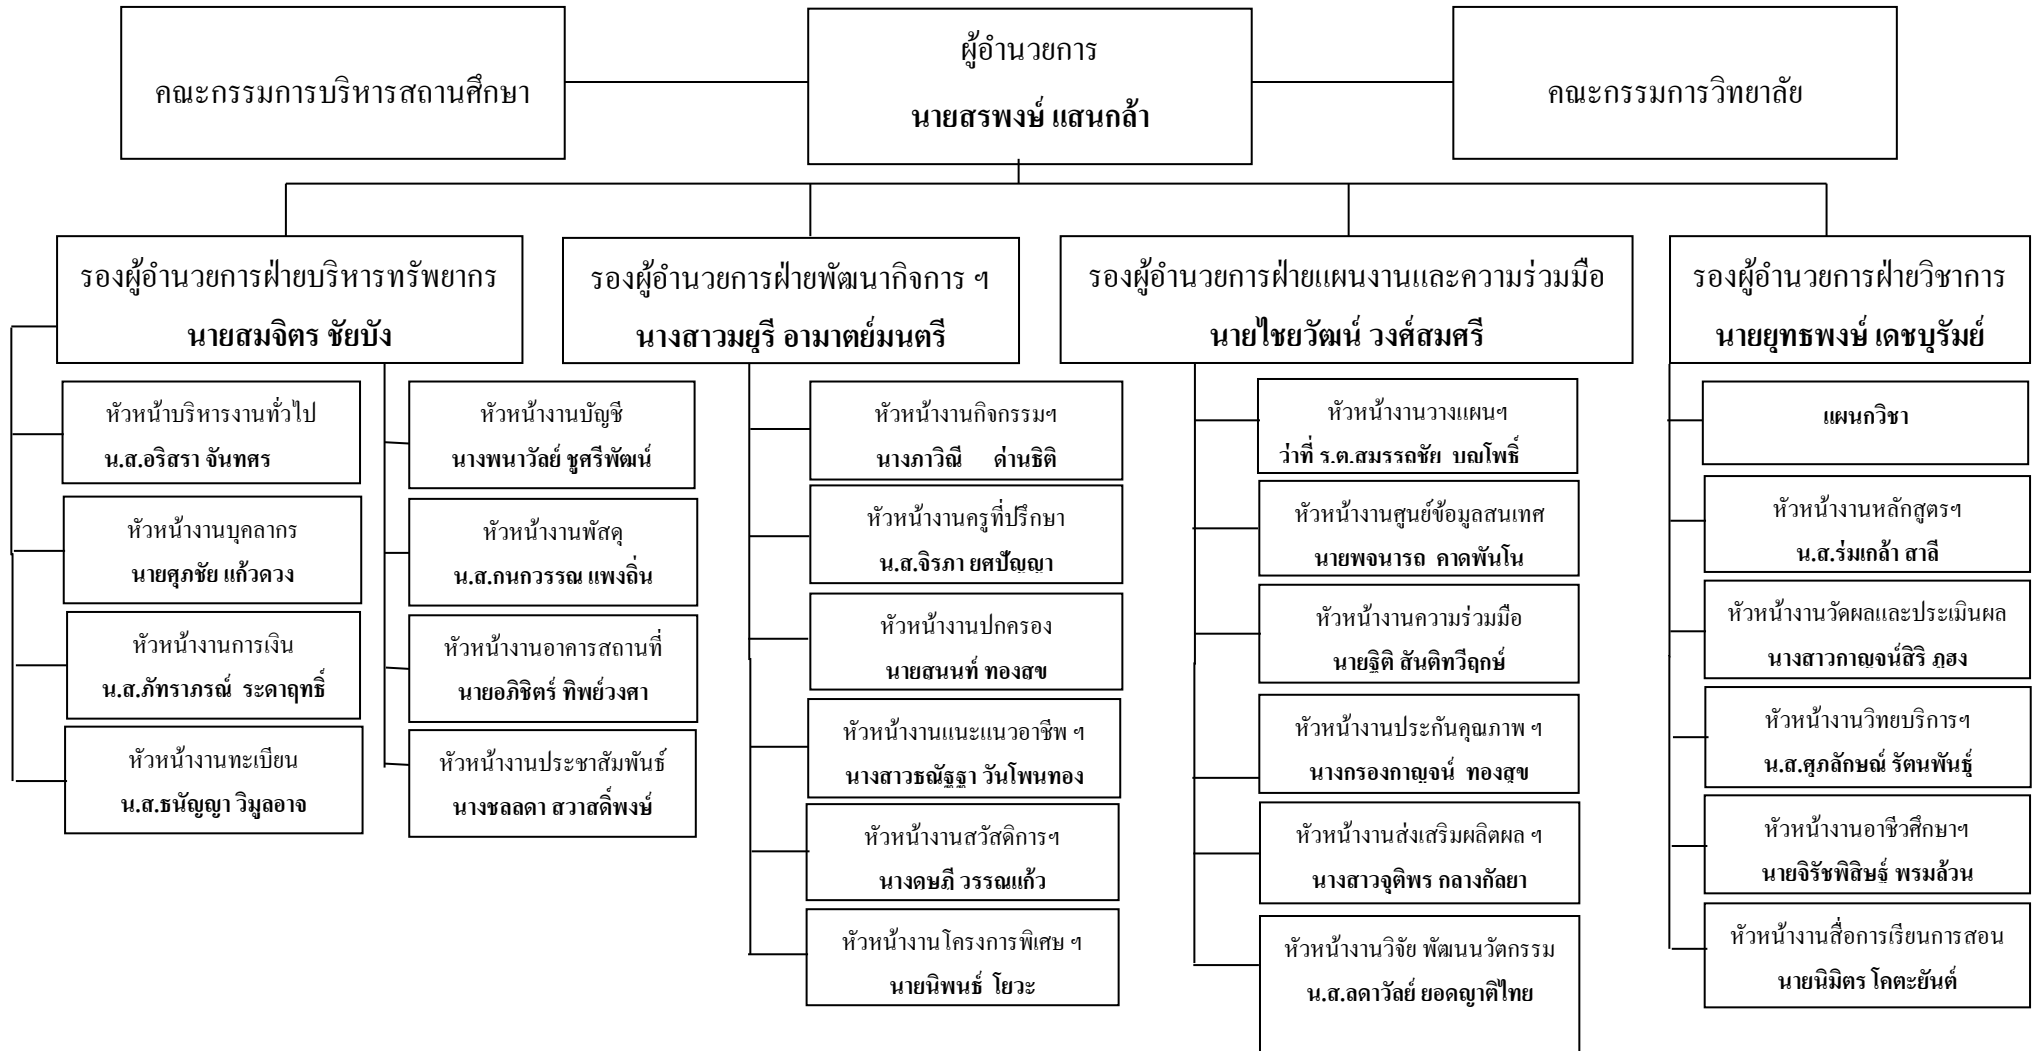 คณะกรรมการบริหารสถานศึกษา
ผู้อำนวยการ
นายสรพงษ์ แสนกล้า
คณะกรรมการวิทยาลัย
รองผู้อำนวยการฝ่ายบริหารทรัพยากร
นายสมจิตร ชัยบัง
รองผู้อำนวยการฝ่ายพัฒนากิจการ ฯ
นางสาวมยุรี อามาตย์มนตรี
รองผู้อำนวยการฝ่ายแผนงานและความร่วมมือ
นายไชยวัฒน์ วงศ์สมศรี
รองผู้อำนวยการฝ่ายวิชาการ
นายยุทธพงษ์ เดชบุรัมย์
หัวหน้าบริหารงานทั่วไป
น.ส.อริสรา จันทศร
หัวหน้างานบุคลากร
นายศุภชัย แก้วดวง
หัวหน้างานการเงิน
น.ส.ภัทราภรณ์ ระดาฤทธิ์
หัวหน้างานทะเบียน
น.ส.ธนัญญา วิมูลอาจ
หัวหน้างานบัญชี
นางพนาวัลย์ ชูศรีพัฒน์
หัวหน้างานพัสดุ
น.ส.กนกวรรณ แพงถิ่น
หัวหน้างานอาคารสถานที่
นายอภิชิตร์ ทิพย์วงศา
หัวหน้างานประชาสัมพันธ์
นางชลลดา สวาสดิ์พงษ์
หัวหน้างานกิจกรรมฯ
นางภาวิณี ด่านธิติ
หัวหน้างานครูที่ปรึกษา
น.ส.จิรภา ยศปัญญา
หัวหน้างานปกครอง
นายสนนท์ ทองสุข
หัวหน้างานแนะแนวอาชีพ ฯ
นางสาวธณัฐฐา วันโพนทอง
หัวหน้างานสวัสดิการฯ
นางดุษฎี วรรณแก้ว
หัวหน้างานโครงการพิเศษ ฯ
นายนิพนธ์ โยวะ
หัวหน้างานวางแผนฯ
ว่าที่ ร.ต.สมรรถชัย บุญโพธิ์
หัวหน้างานศูนย์ข้อมูลสนเทศ
นายพจนารถ คาดพันโน
หัวหน้างานความร่วมมือ
นายฐิติ สันติทวีฤกษ์
หัวหน้างานประกันคุณภาพ ฯ
นางกรองกาญจน์ ทองสุข
หัวหน้างานส่งเสริมผลิตผล ฯ
นางสาวจุติพร กลางกัลยา
หัวหน้างานวิจัย พัฒนนวัตกรรม
น.ส.ลดาวัลย์ ยอดญาติไทย
แผนกวิชา
หัวหน้างานหลักสูตรฯ
น.ส.ร่มเกล้า สาลี
หัวหน้างานวัดผลและประเมินผล
นางสาวกาญจน์สิริ ภูฮง
หัวหน้างานวิทยบริการฯ
น.ส.ศุภลักษณ์ รัตนพันธุ์
หัวหน้างานอาชีวศึกษาฯ
นายจิรัชพิสิษฐ์ พรมล้วน
หัวหน้างานสื่อการเรียนการสอน
นายนิมิตร โคตะยันต์